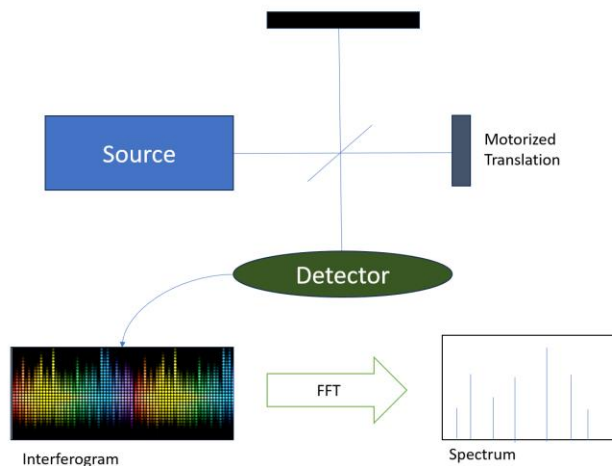 Source
Motorized
Translation
Detector
FFT
Interferogram
Spectrum